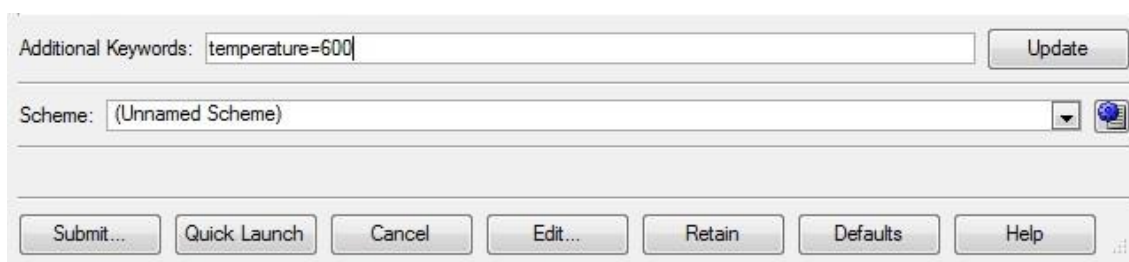 Additional Keywords: temperature=600 Update
Scheme: (Unnamed Scheme)
Submit... Quick Launch Cancel Edit... Retain Defaults Help